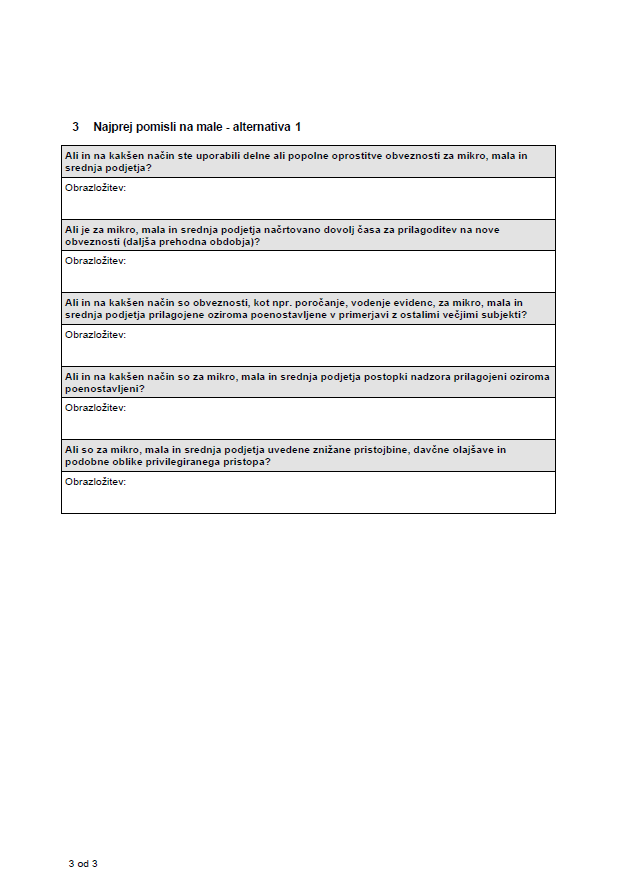 3 Najprej pomisli na male - alternativa 1
Ali in na kakšen način ste uporabili delne ali popolne oprostitve obveznosti za mikro, mala in
srednja podjetja?
Obrazložitev:
Ali je za mikro, mala in srednja podjetja načrtovano dovolj časa za prilagoditev na nove
obveznosti (daljša prehodna obdobja)?
Obrazložitev:
Ali in na kakšen način so obveznosti, kot npr. poročanje, vodenje evidenc, za mikro, mala in
srednja podjetja prilagojene oziroma poenostavljene v primerjavi z ostalimi večjimi subjekti?
Obrazložitev:
Ali in na kakšen način so za mikro, mala in srednja podjetja postopki nadzora prilagojeni oziroma
poenostavljeni?
Obrazložitev:
Ali so za mikro, mala in srednja podjetja uvedene znižane pristojbine, davčne olajšave in
podobne oblike privilegiranega pristopa?
Obrazložitev:
3 od 3